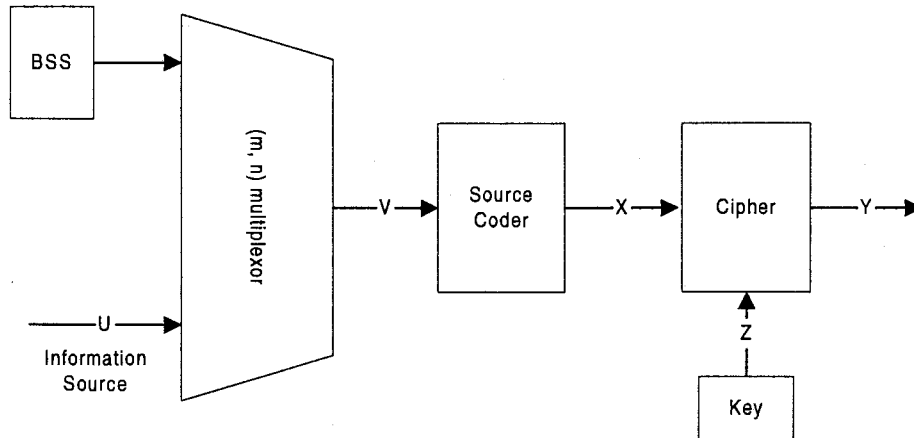 BSS
(m, n) multiplexor
V
Source
Coder
X
Cipher
Y
U
Information
Source
Z
Key